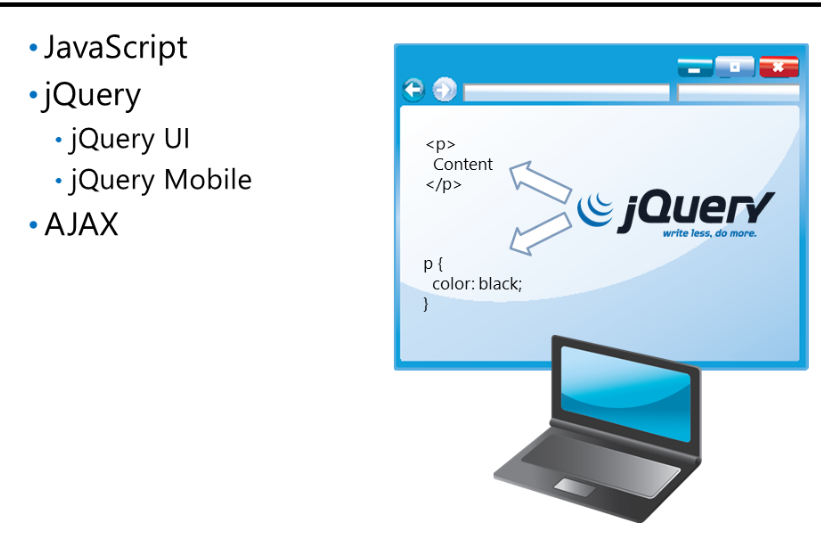 JavaScript
jQuery
jQuery UI
jQuery Mobile
AJAX
<p>
Content
</p>
jQuery
write less, do more.
p {
color: black;
}